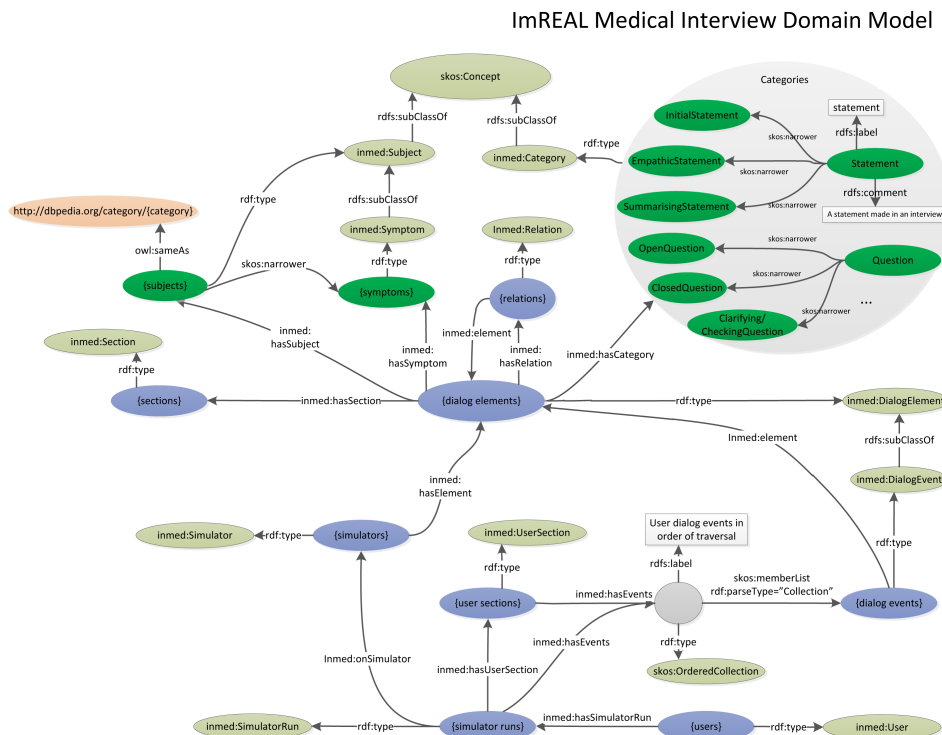 ImREAL Medical Interview Domain Model
skos:Concept
Categories
rdfs:subClassOf
rdfs:subClassOf
InitialStatement
statement
skos:narrower
rdfs:label
inmed:Subject
inmed:Category
rdf:type
EmpathicStatement
Statement
skos:narrower
rdfs:comment
rdf:type
rdfs:subClassOf
http://dbpedia.org/category/{category}
SummarisingStatement
skos:narrower
A statement made in an interview
inmed:Symptom
Inmed:Relation
owl:sameAs
skos:narrower
rdf:type
rdf:type
OpenQuestion
skos:narrower
Question
skos:narrower
{subjects}
{symptoms}
{relations}
ClosedQuestion
...
skos:narrower
Clarifying/
CheckingQuestion
inmed:
hasSubject
inmed:
hasSymptom
inmed:element
inmed:
hasRelation
inmed:hasCategory
inmed:Section
rdf:type
{sections}
inmed:hasSection
{dialog elements}
rdf:type
inmed:DialogElement
Inmed:element
rdfs:subClassOf
inmed:
hasElement
inmed:DialogEvent
inmed:Simulator
rdf:type
{simulators}
inmed:UserSection
User dialog events in
order of traversal
rdf:type
rdfs:label
rdf:type
{user sections}
inmed:hasEvents
skos:memberList
rdf:parseType="Collection"
{dialog events}
inmed:hasEvents
rdf:type
Inmed:onSimulator
inmed:hasUserSection
skos:OrderedCollection
inmed:SimulatorRun
rdf:type
{simulator runs}
inmed:hasSimulatorRun
{users}
rdf:type
inmed:User